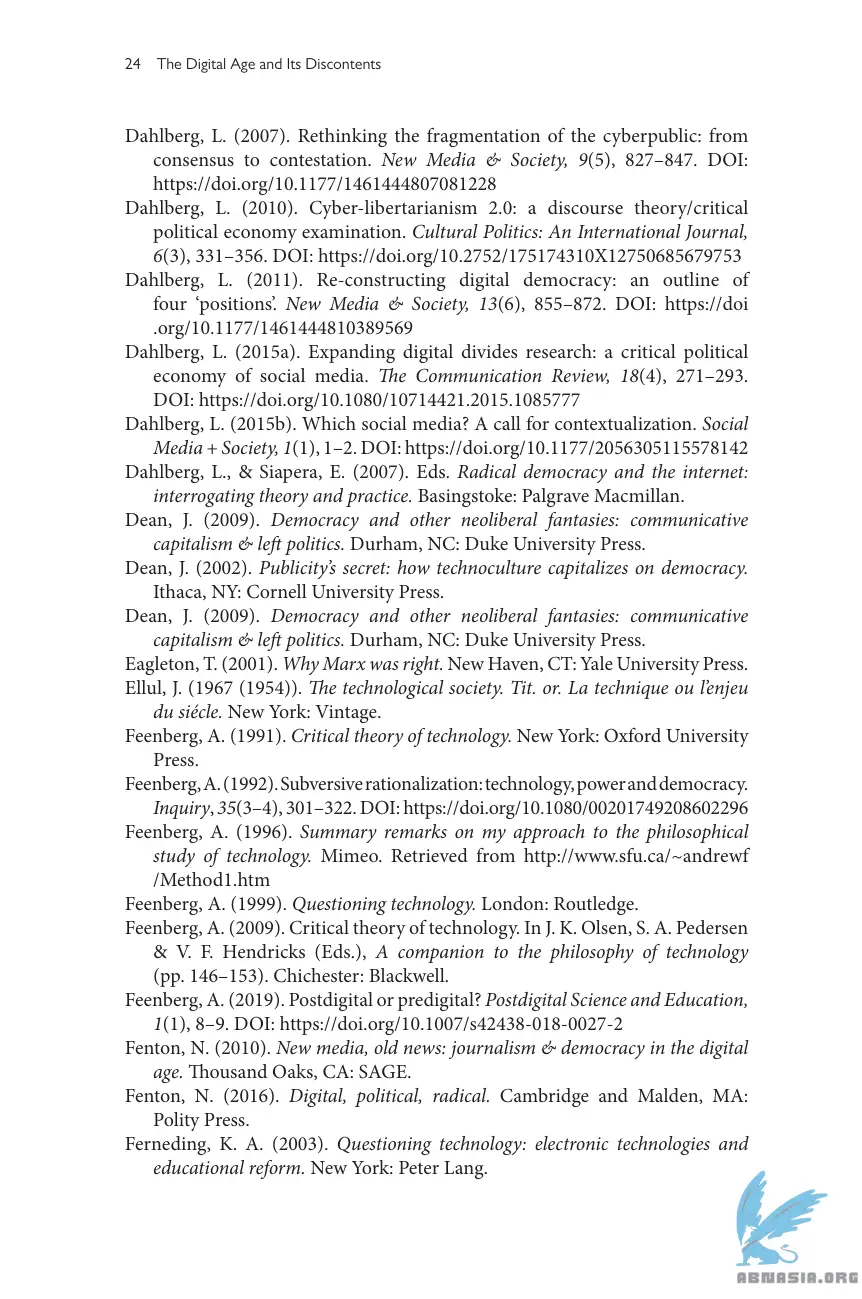 24 The Digital Age and Its Discontents
Dahlberg, L. (2007). Rethinking the fragmentation of the cyberpublic: from
consensus to contestation. New Media & Society, 9(5), 827–847. DOI:
https://doi.org/10.1177/1461444807081228
Dahlberg, L. (2010). Cyber-libertarianism 2.0: a discourse theory/critical
political economy examination. Cultural Politics: An International Journal,
6(3), 331–356. DOI: https://doi.org/10.2752/175174310X12750685679753
Dahlberg, L. (2011). Re-constructing digital democracy: an outline of
four ‘positions’. New Media & Society, 13(6), 855–872. DOI: https://doi
.org/10.1177/1461444810389569
Dahlberg, L. (2015a). Expanding digital divides research: a critical political
economy of social media. The Communication Review, 18(4), 271–293.
DOI: https://doi.org/10.1080/10714421.2015.1085777
Dahlberg, L. (2015b). Which social media? A call for contextualization. Social
Media + Society, 1(1), 1–2. DOI: https://doi.org/10.1177/2056305115578142
Dahlberg, L., & Siapera, E. (2007). Eds. Radical democracy and the internet:
interrogating theory and practice. Basingstoke: Palgrave Macmillan.
Dean, J. (2009). Democracy and other neoliberal fantasies: communicative
capitalism & left politics. Durham, NC: Duke University Press.
Dean, J. (2002). Publicity’s secret: how technoculture capitalizes on democracy.
Ithaca, NY: Cornell University Press.
Dean, J. (2009). Democracy and other neoliberal fantasies: communicative
capitalism & left politics. Durham, NC: Duke University Press.
Eagleton, T. (2001). Why Marx was right. New Haven, CT: Yale University Press.
Ellul, J. (1967 (1954)). The technological society. Tit. or. La technique ou l’enjeu
du siécle. New York: Vintage.
Feenberg, A. (1991). Critical theory of technology. New York: Oxford University
Press.
Feenberg, A. (1992). Subversive rationalization: technology, power and democracy.
Inquiry, 35(3–4), 301–322. DOI: https://doi.org/10.1080/00201749208602296
Feenberg, A. (1996). Summary remarks on my approach to the philosophical
study of technology. Mimeo. Retrieved from http://www.sfu.ca/~andrewf
/Method1.htm
Feenberg, A. (1999). Questioning technology. London: Routledge.
Feenberg, A. (2009). Critical theory of technology. In J. K. Olsen, S. A. Pedersen
& V. F. Hendricks (Eds.), A companion to the philosophy of technology
(pp. 146–153). Chichester: Blackwell.
Feenberg, A. (2019). Postdigital or predigital? Postdigital Science and Education,
1(1), 8–9. DOI: https://doi.org/10.1007/s42438-018-0027-2
Fenton, N. (2010). New media, old news: journalism & democracy in the digital
age. Thousand Oaks, CA: SAGE.
Fenton, N. (2016). Digital, political, radical. Cambridge and Malden, MA:
Polity Press.
Ferneding, K. A. (2003). Questioning technology: electronic technologies and
educational reform. New York: Peter Lang.
ABNASIA.ORG